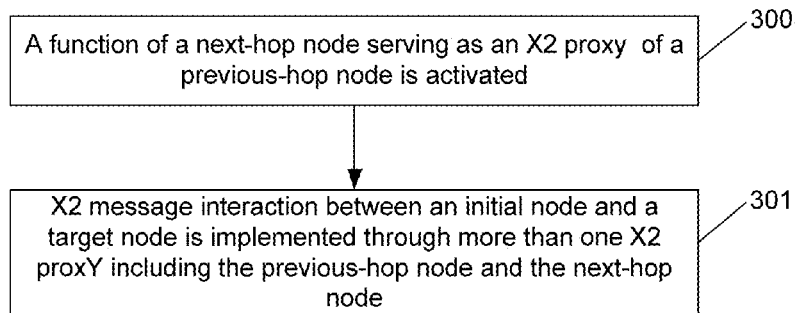 300
A function of a next-hop node serving as an X2 proxy of a
previous-hop node is activated
301
X2 message interaction between an initial node and a
target node is implemented through more than one X2
proxY including the previous-hop node and the next-hop
node